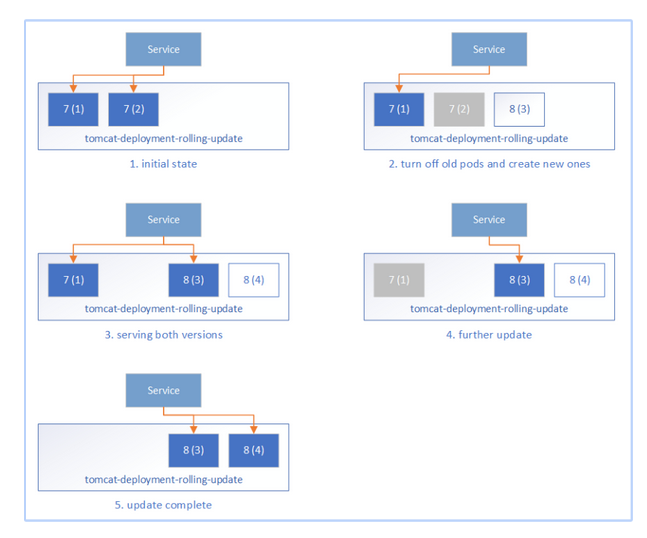 Service
7 (1) 7 (2)
tomcat-deployment-rolling-update
1. initial state
Service
7 (1) 7 (2) 8 (3)
tomcat-deployment-rolling-update
2. turn off old pods and create new ones
Service
7 (1) 8 (3) 8 (4)
tomcat-deployment-rolling-update
3. serving both versions
Service
7 (1) 8 (3) 8 (4)
tomcat-deployment-rolling-update
4. further update
Service
8 (3) 8 (4)
tomcat-deployment-rolling-update
5. update complete